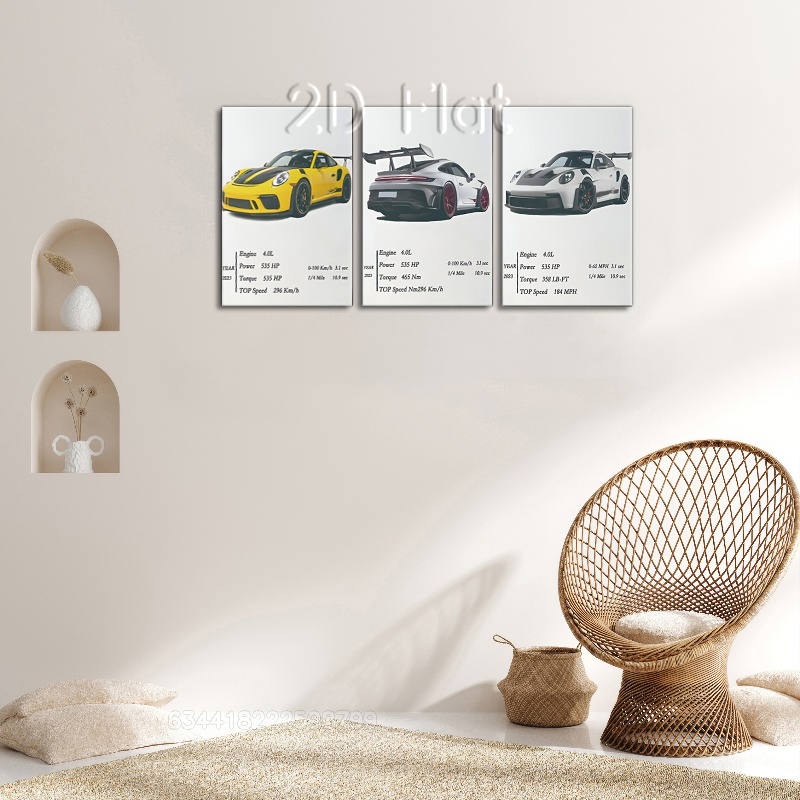 2D Flat
YEAR
2023
Engine 4.0L
Power 535 HP
Torque 535 HP
TOP Speed 296 Km/h
0-100 Km/h 3.1 sec
1/4 Mile 10.9 sec
YEAR
2023
Engine 4.0L
Power 535 HP
Torque 465 Nm
TOP Speed Nm296 Km/h
0-100 Km/h 3.1 sec
1/4 Mile 10.9 sec
YEAR
2023
Engine 4.0L
Power 535 HP
Torque 358 LB-FT
TOP Speed 184 MPH
0-60 MPH 3.1 sec
1/4 Mile 10.9 sec